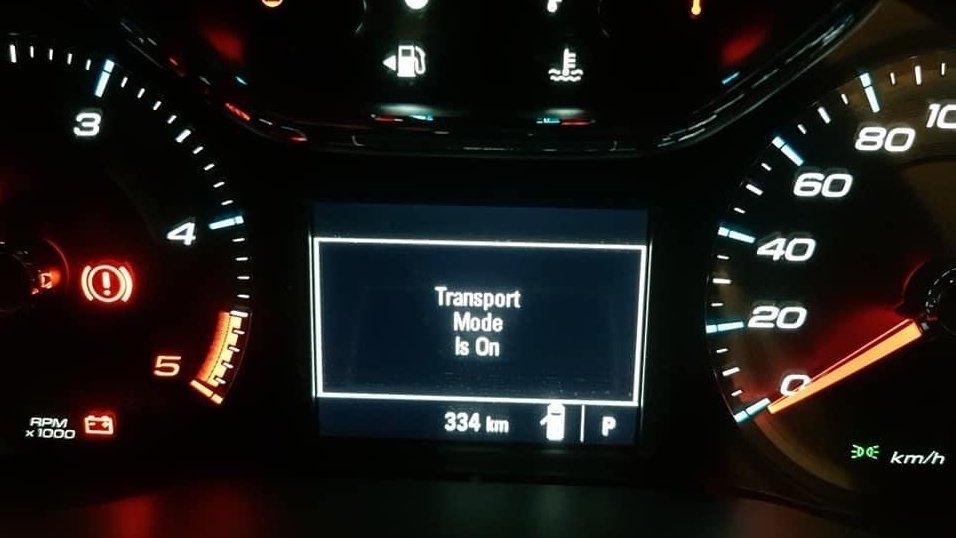 3
4
5
RPM
x1000
Transport
Mode
Is On
334 km
P
80
60
40
20
0
km/h